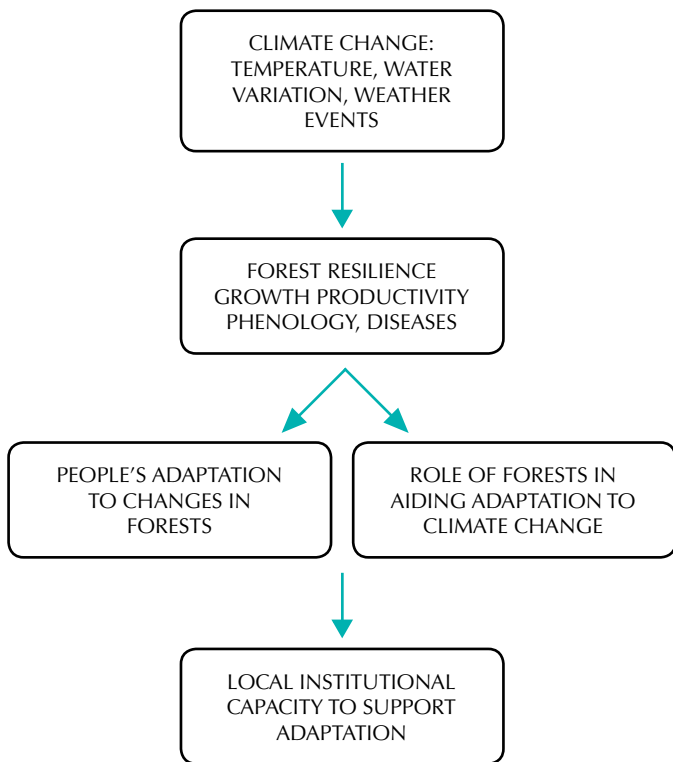 CLIMATE CHANGE:
TEMPERATURE, WATER
VARIATION, WEATHER
EVENTS
FOREST RESILIENCE
GROWTH PRODUCTIVITY
PHENOLOGY, DISEASES
PEOPLE’S ADAPTATION
TO CHANGES IN
FORESTS
ROLE OF FORESTS IN
AIDING ADAPTATION TO
CLIMATE CHANGE
LOCAL INSTITUTIONAL
CAPACITY TO SUPPORT
ADAPTATION